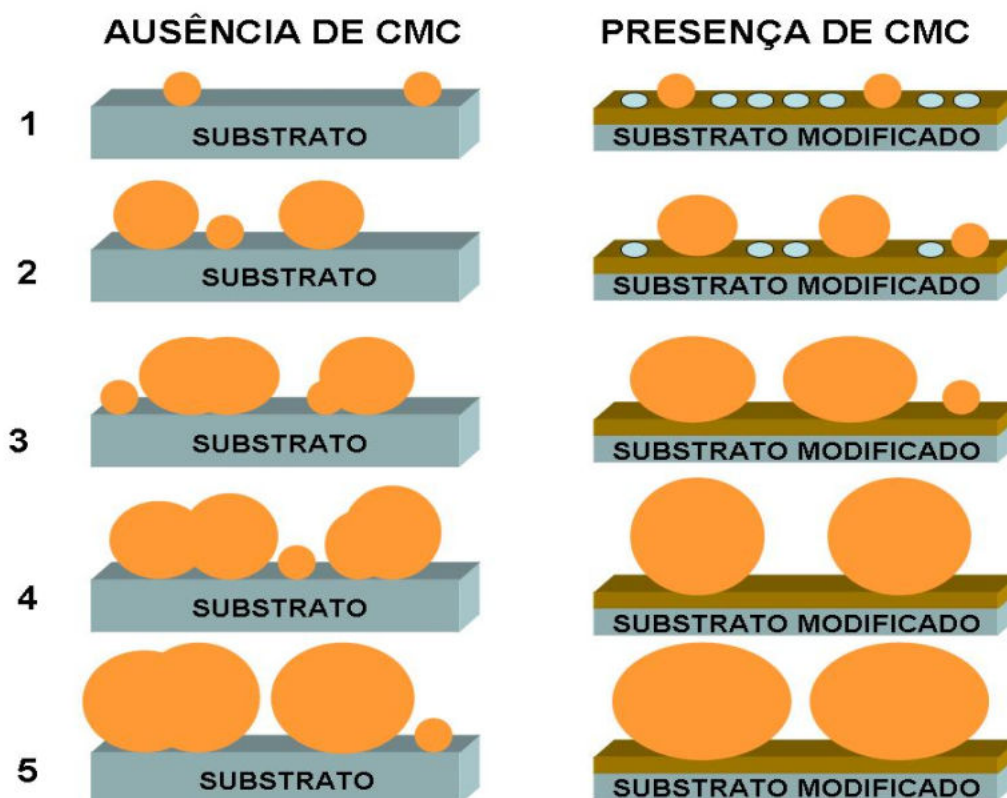 AUSÊNCIA DE CMC
PRESENÇA DE CMC
1
SUBSTRATO
SUBSTRATO MODIFICADO
2
SUBSTRATO
SUBSTRATO MODIFICADO
3
SUBSTRATO
SUBSTRATO MODIFICADO
4
SUBSTRATO
SUBSTRATO MODIFICADO
5
SUBSTRATO
SUBSTRATO MODIFICADO